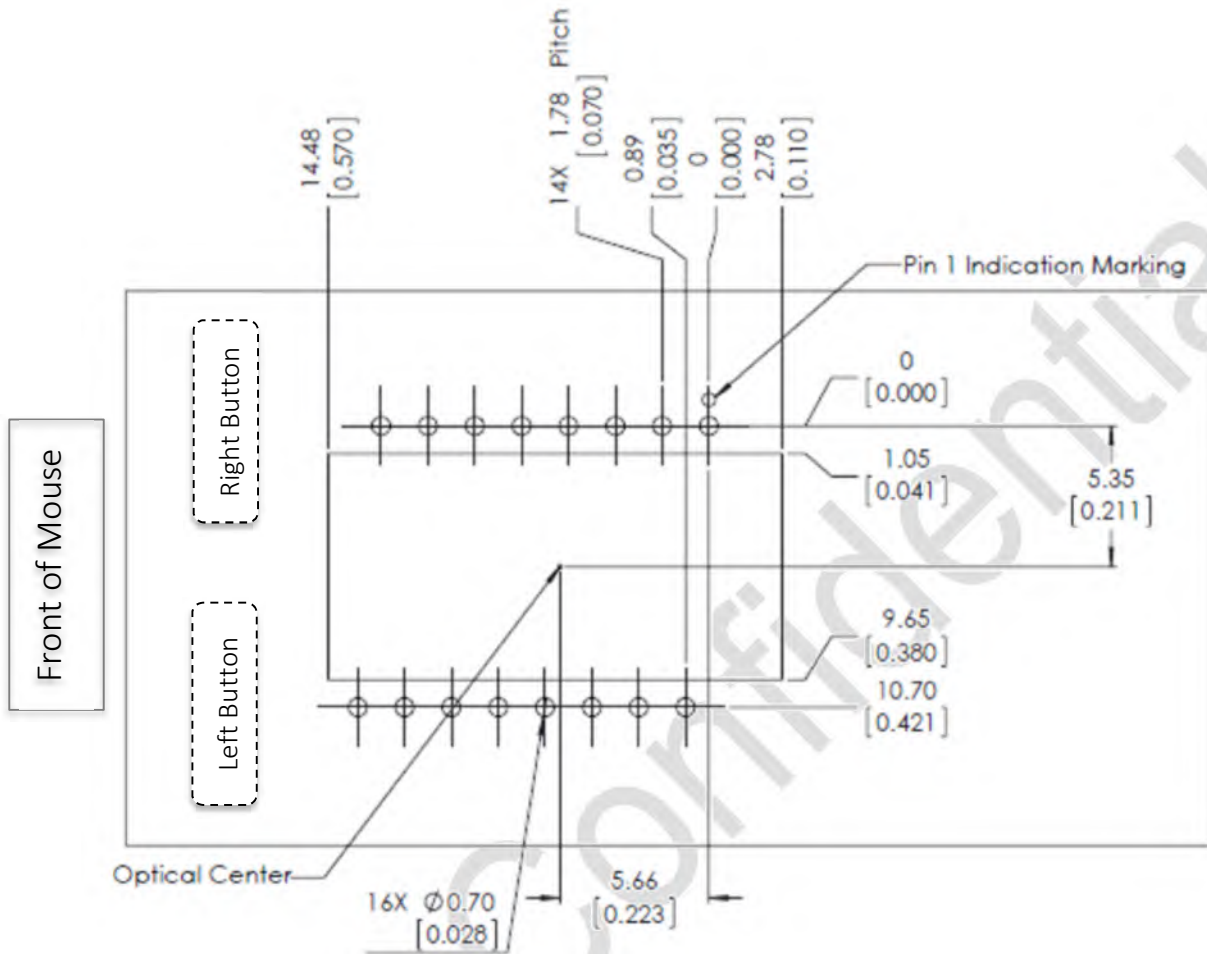 14.48
[0.570]
14X 1.78 Pitch
[0.070]
0.89
[0.035]
0
[0.000]
2.78
[0.110]
Pin 1 Indication Marking
Front of Mouse
Right Button
Left Button
0
[0.000]
1.05
[0.041]
5.35
[0.211]
9.65
[0.380]
10.70
[0.421]
Optical Center
16X Ø0.70
[0.028]
5.66
[0.223]
Confidential